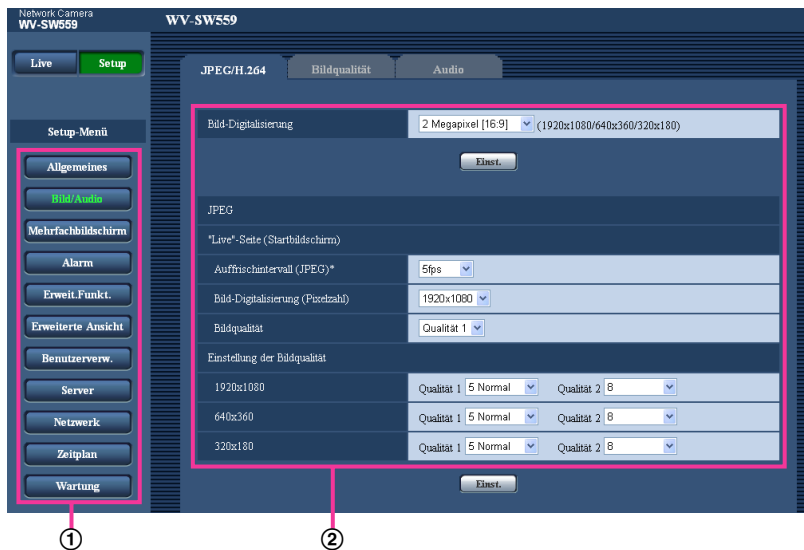 Network Camera
WV-SW559
WV-SW559
Live Setup
JPEG/H.264 Bildqualität Audio
Setup-Menü
Allgemeines
Bild/Audio
Mehrfachbildschirm
Alarm
Erweit.Funkt.
Erweiterte Ansicht
Benutzerverw.
Server
Netzwerk
Zeitplan
Wartung
Bild-Digitalisierung 2 Megapixel [16:9] (1920x1080/640x360/320x180)
Einst.
JPEG
"Live"-Seite (Startbildschirm)
Auffrischintervall (JPEG)* 5fps
Bild-Digitalisierung (Pixelzahl) 1920x1080
Bildqualität Qualität 1
Einstellung der Bildqualität
1920x1080 Qualität 1 5 Normal Qualität 2 8
640x360 Qualität 1 5 Normal Qualität 2 8
320x180 Qualität 1 5 Normal Qualität 2 8
Einst.
① ②